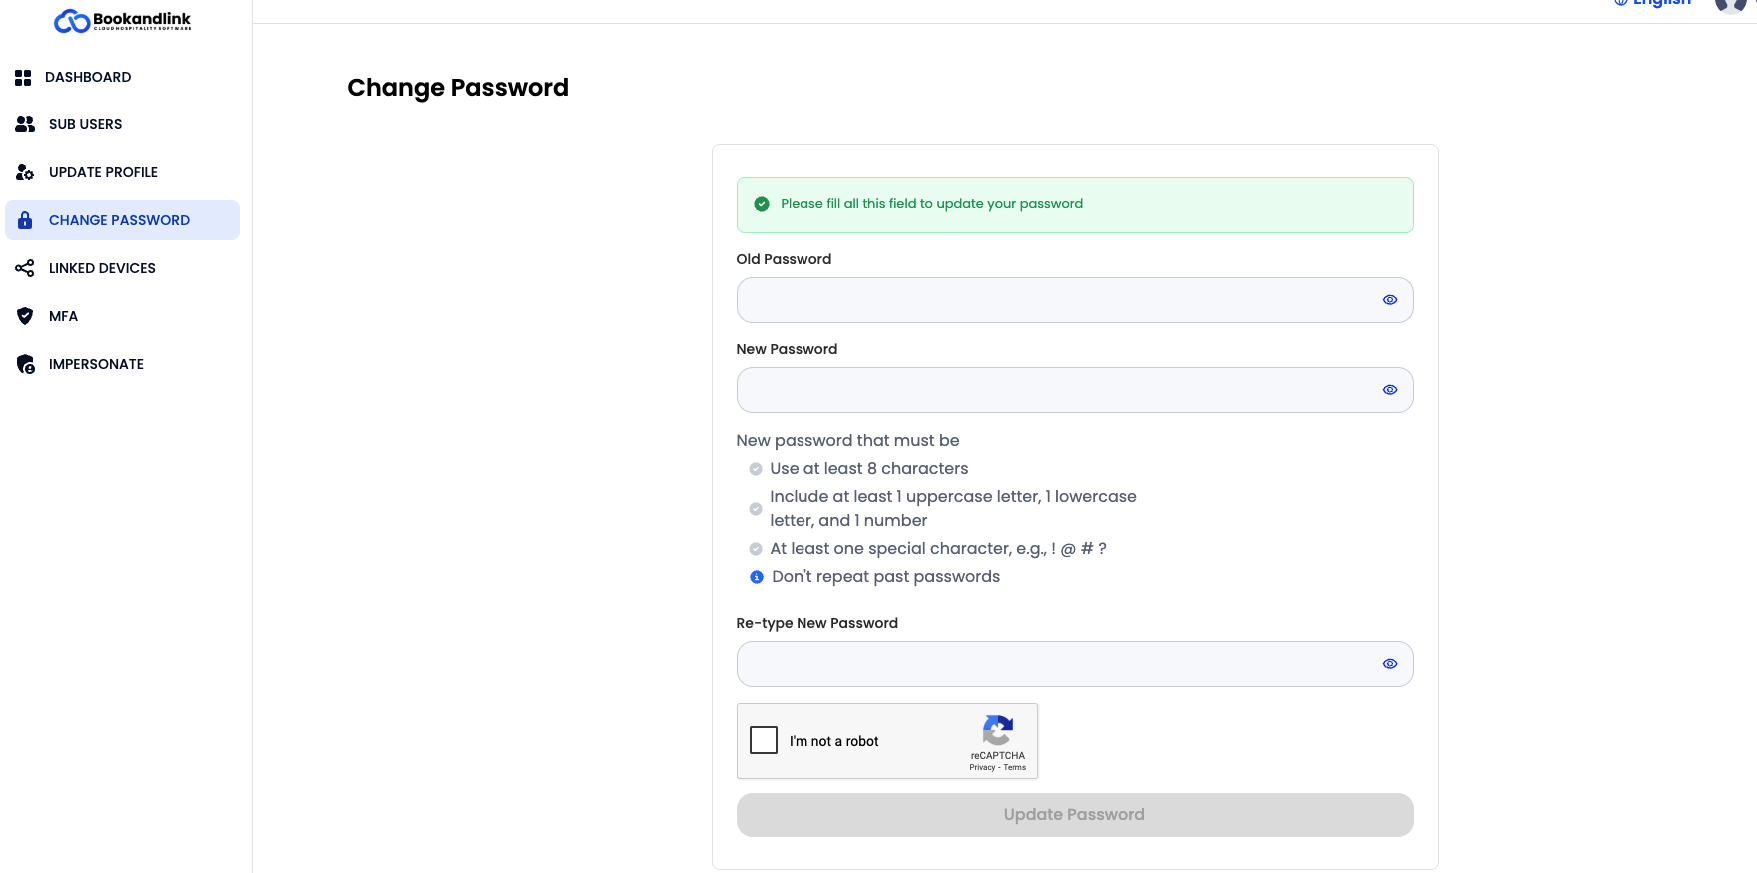 Bookandlink
CLOUD HOSPITALITY SOFTWARE
English
DASHBOARD
SUB USERS
UPDATE PROFILE
CHANGE PASSWORD
LINKED DEVICES
MFA
IMPERSONATE
Change Password
Please fill all this field to update your password
Old Password
New Password
New password that must be
Use at least 8 characters
Include at least 1 uppercase letter, 1 lowercase
letter, and 1 number
At least one special character, e.g., ! @ # ?
Don't repeat past passwords
Re-type New Password
I'm not a robot
reCAPTCHA
Privacy - Terms
Update Password